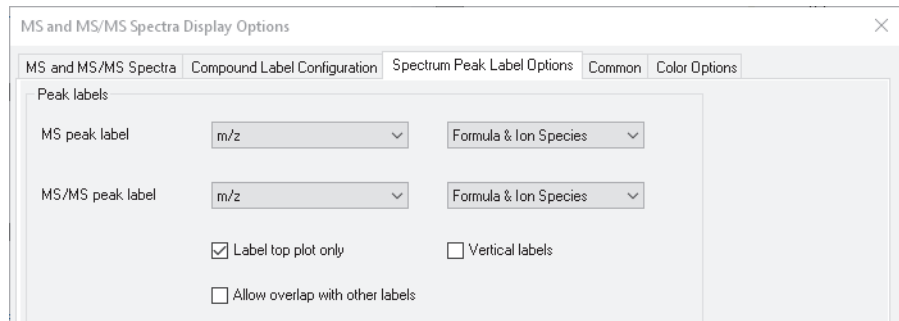 MS and MS/MS Spectra Display Options
MS and MS/MS Spectra Compound Label Configuration Spectrum Peak Label Options Common Color Options
Peak labels
MS peak label m/z Formula & Ion Species
MS/MS peak label m/z Formula & Ion Species
Label top plot only Vertical labels
Allow overlap with other labels